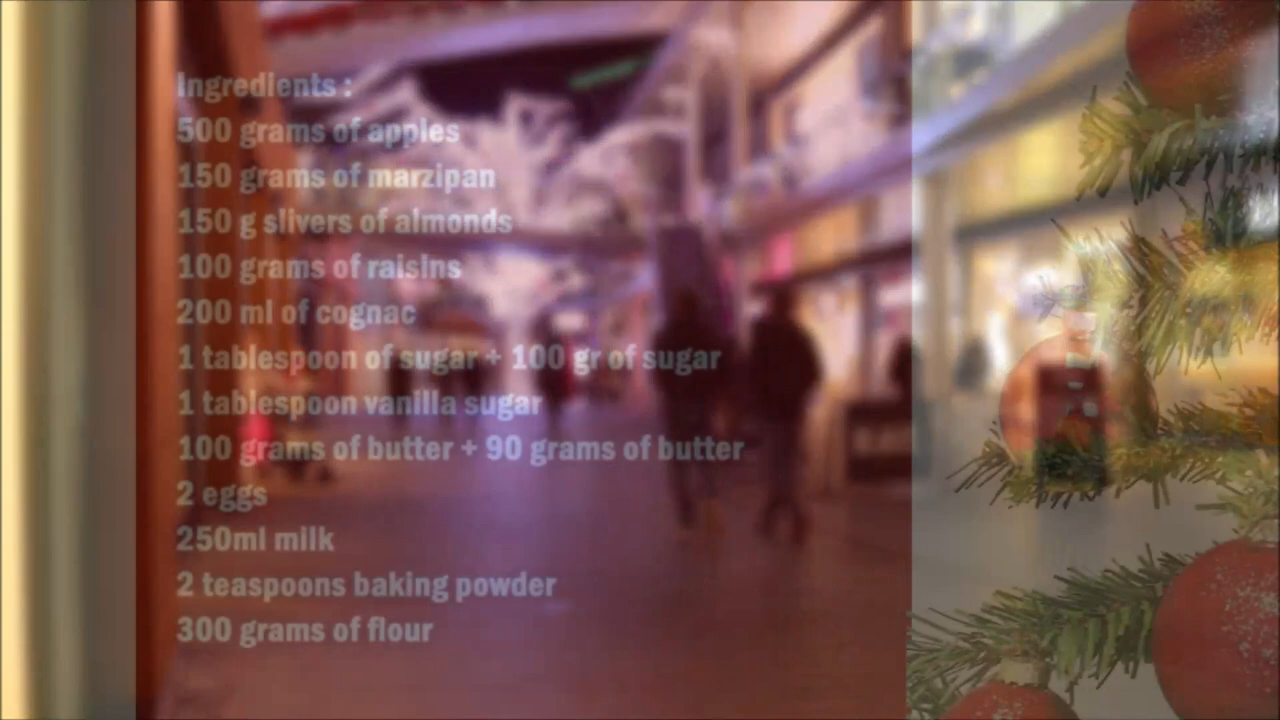 Ingredients :
500 grams of apples
150 grams of marzipan
150 g slivers of almonds
100 grams of raisins
200 ml of cognac
1 tablespoon of sugar + 100 gr of sugar
1 tablespoon vanilla sugar
100 grams of butter + 90 grams of butter
2 eggs
250ml milk
2 teaspoons baking powder
300 grams of flour